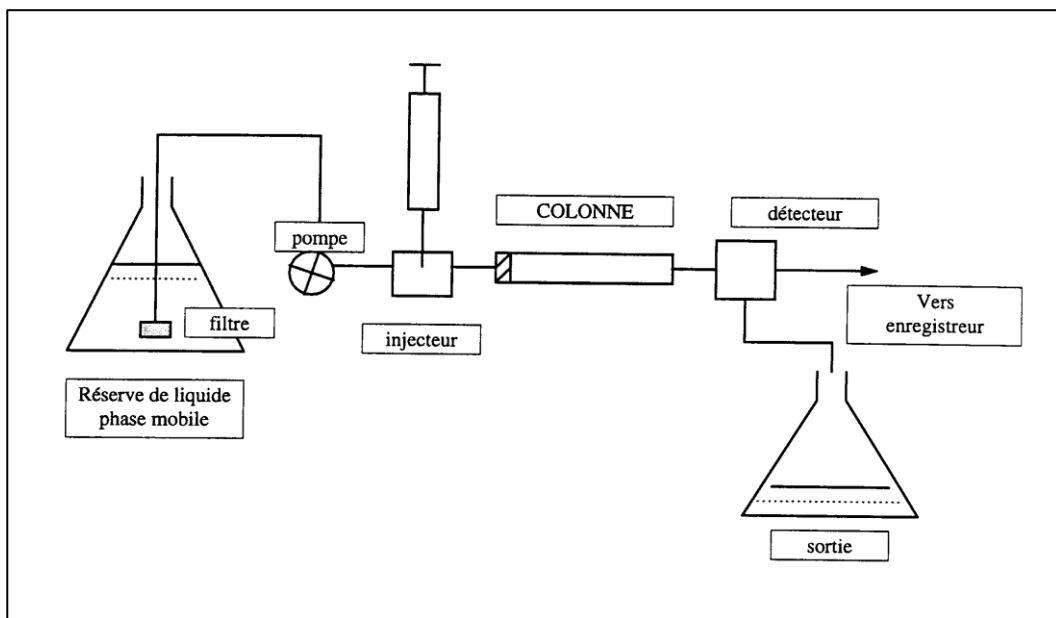 COLONNE
détecteur
pompe
filtre
injecteur
Vers
enregistreur
Réserve de liquide
phase mobile
sortie